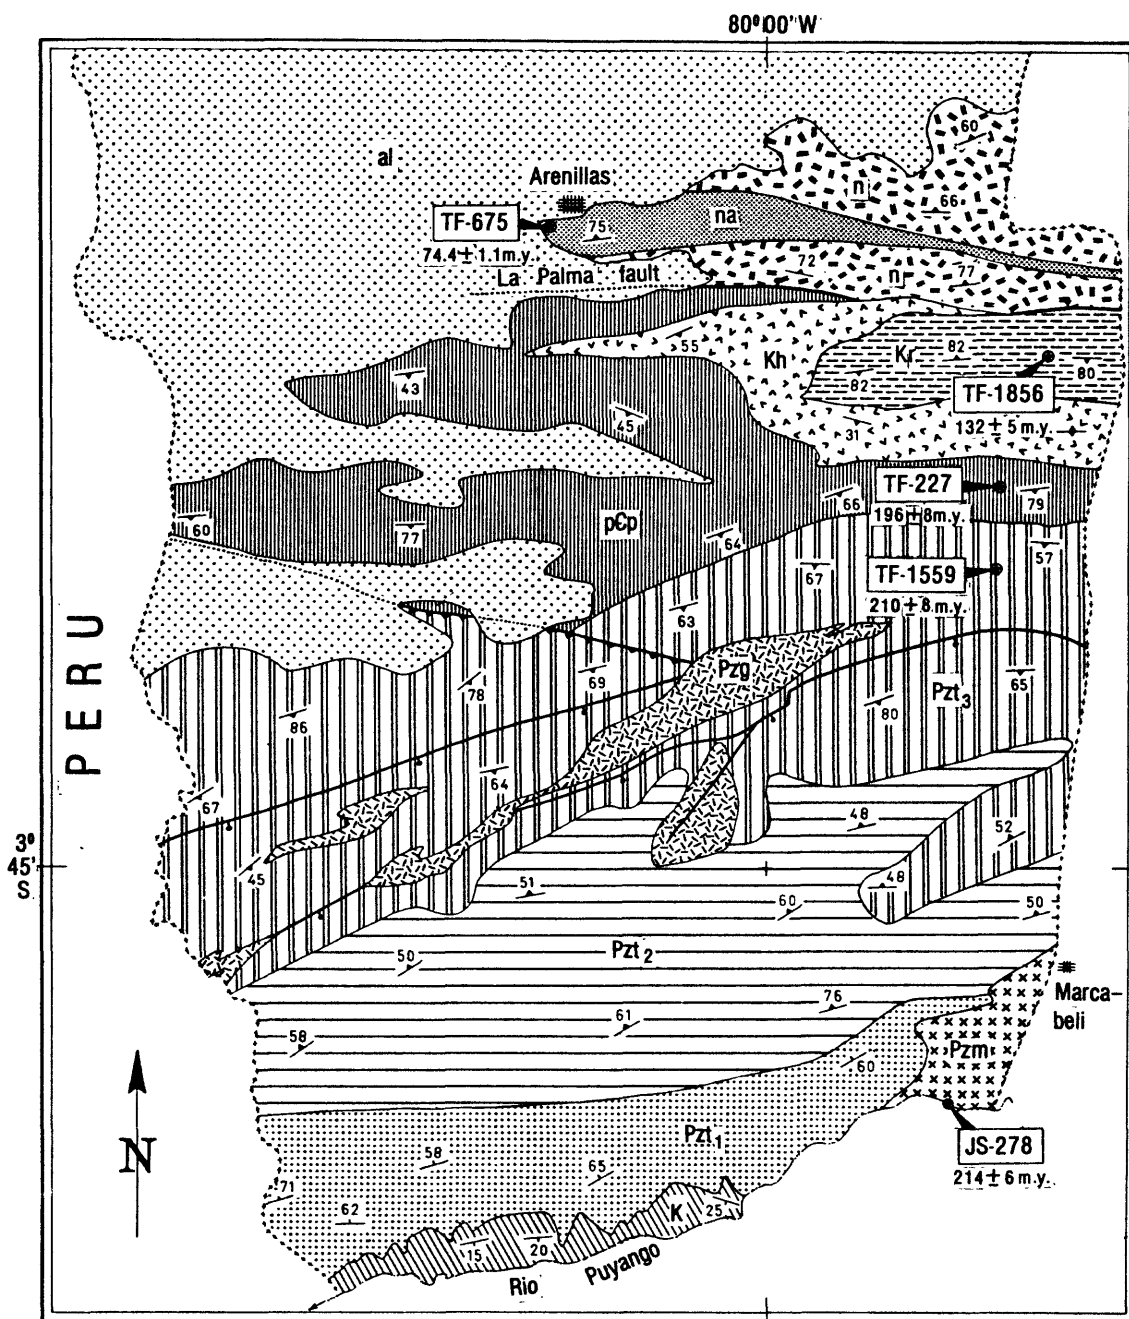 80°00'W
60
al
Arenillas
n
66
TF-675
na
75
74.4 ± 1.1 m.y.
72
n
77
La Palma fault
55
Kh
82
Kr
80
43
82
TF-1856
45
31
132 ± 5 m.y.
TF-227
66
79
60
196 ± 8 m.y.
77
p€p
64
57
67
TF-1559
210 ± 8 m.y.
63
PERU
Pzg
69
78
65
Pzt3
86
80
64
67
48
52
3°
45'
S
45
51
48
60
50
Pzt2
50
Marca-
beli
76
61
58
Pzm
60
Pzt1
JS-278
58
65
214 ± 6 m.y.
N
71
62
K
25
15
20
Rio Puyango